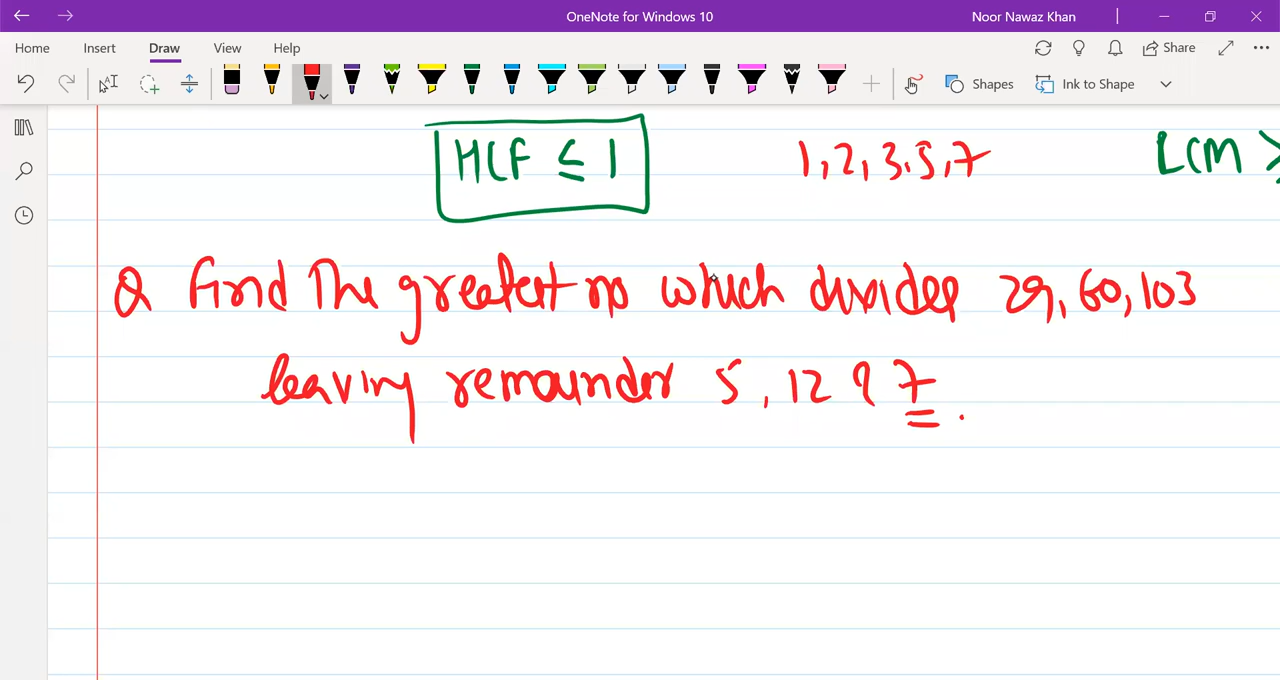 OneNote for Windows 10
Noor Nawaz Khan
Home Insert Draw View Help
Share
Shapes
Ink to Shape
HCF ≤ 1
1, 2, 3, 5, 7
LCM >
Q Find The greatest no which divides 29, 60, 103
leaving remainder 5, 12 & 7.